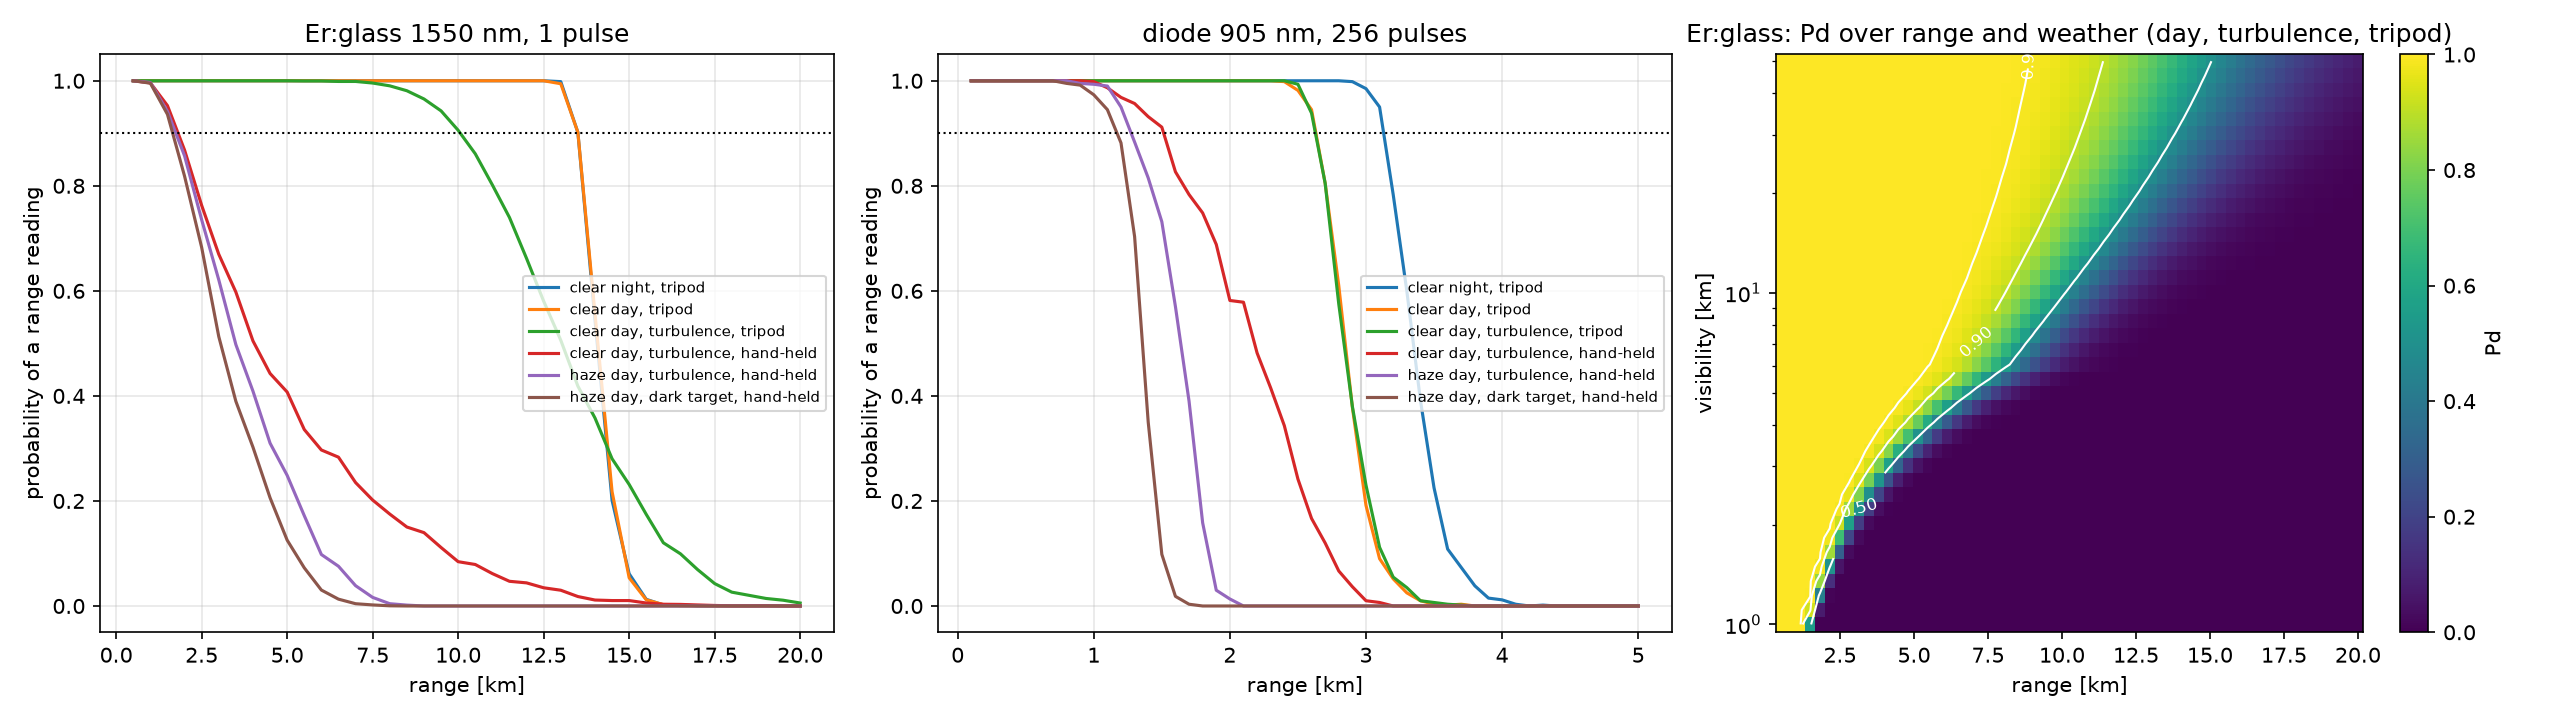 Er:glass 1550 nm, 1 pulse
probability of a range reading
1.0
0.8
0.6
0.4
0.2
0.0
clear night, tripod
clear day, tripod
clear day, turbulence, tripod
clear day, turbulence, hand-held
haze day, turbulence, hand-held
haze day, dark target, hand-held
0.0 2.5 5.0 7.5 10.0 12.5 15.0 17.5 20.0
range [km]
diode 905 nm, 256 pulses
probability of a range reading
1.0
0.8
0.6
0.4
0.2
0.0
clear night, tripod
clear day, tripod
clear day, turbulence, tripod
clear day, turbulence, hand-held
haze day, turbulence, hand-held
haze day, dark target, hand-held
0 1 2 3 4 5
range [km]
Er:glass: Pd over range and weather (day, turbulence, tripod)
visibility [km]
10¹
10⁰
0.90
0.50
2.5 5.0 7.5 10.0 12.5 15.0 17.5 20.0
range [km]
1.0
0.8
0.6
0.4
0.2
0.0
Pd